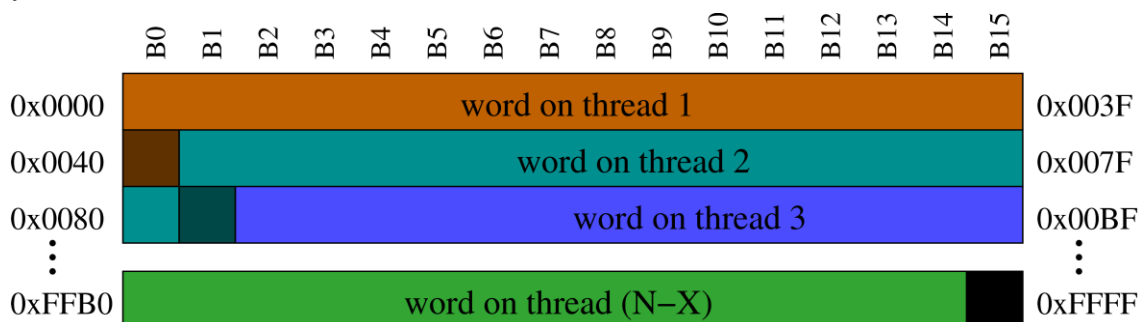 B0 B1 B2 B3 B4 B5 B6 B7 B8 B9 B10 B11 B12 B13 B14 B15
0x0000 word on thread 1 0x003F
0x0040 word on thread 2 0x007F
0x0080 word on thread 3 0x00BF
0xFFB0 word on thread (N−X) 0xFFFF